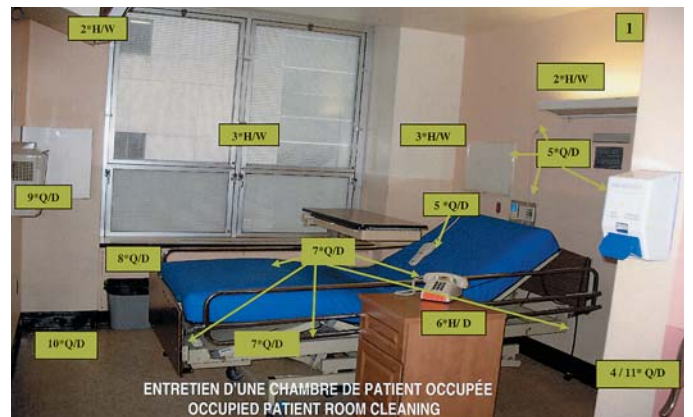 2*H/W
1
2*H/W
3*H/W
3*H/W
5*Q/D
9*Q/D
5 *Q/D
7*Q/D
8*Q/D
6*H/ D
10*Q/D
7*Q/D
4 / 11* Q/D
ENTRETIEN D'UNE CHAMBRE DE PATIENT OCCUPÉE
OCCUPIED PATIENT ROOM CLEANING